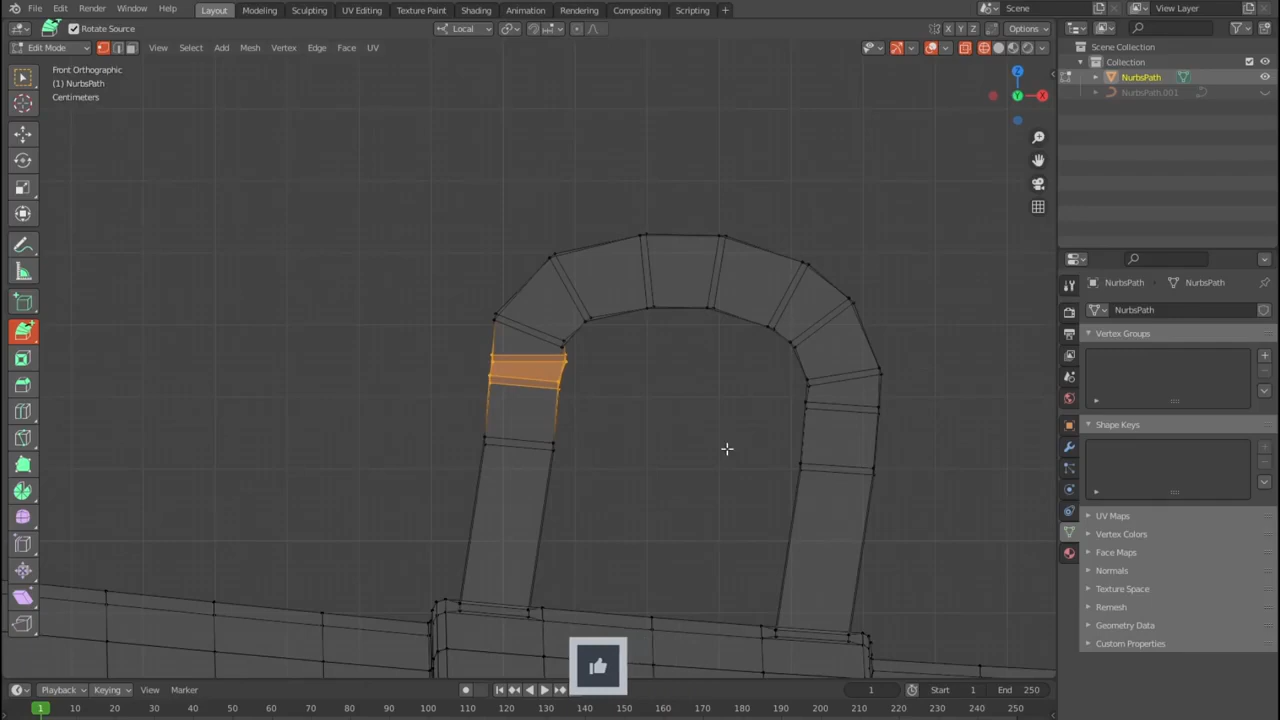 File Edit Render Window Help Layout Modeling Sculpting UV Editing Texture Paint Shading Animation Rendering Compositing Scripting Scene View Layer
Rotate Source Local X Y Z Options
Edit Mode View Select Add Mesh Vertex Edge Face UV
Scene Collection
Collection
NurbsPath
NurbsPath.001
Front Orthographic
(1) NurbsPath
Centimeters
Z
Y
X
NurbsPath NurbsPath
NurbsPath
Vertex Groups
Shape Keys
UV Maps
Vertex Colors
Face Maps
Normals
Texture Space
Remesh
Geometry Data
Custom Properties
Playback Keying View Marker 1 Start 1 End 250
1 10 20 30 40 50 60 70 80 90 100 110 120 130 140 150 160 170 180 190 200 210 220 230 240 250